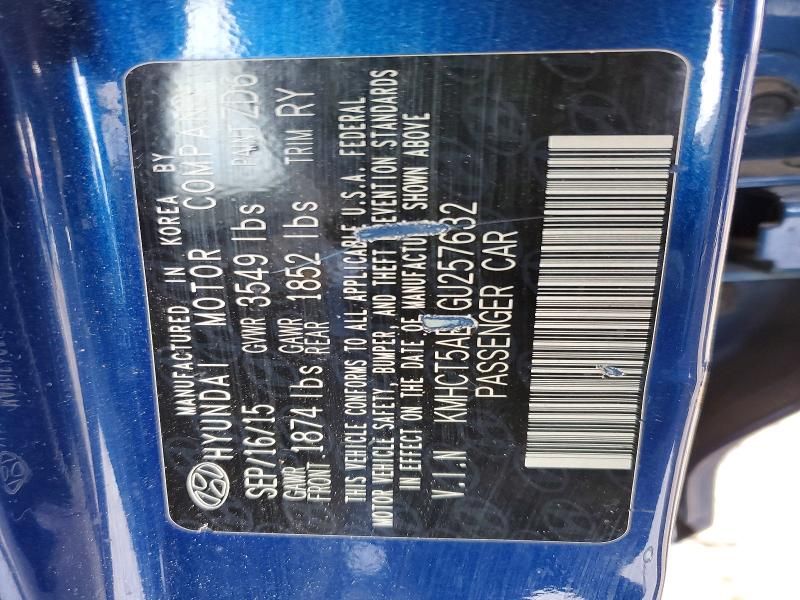 MANUFACTURED IN KOREA BY
HYUNDAI MOTOR COMPANY
SEP/16/15 GVWR 3549 lbs PAINT ZD6
GAWR FRONT 1874 lbs GAWR REAR 1852 lbs TRIM RY
THIS VEHICLE CONFORMS TO ALL APPLICABLE U.S.A. FEDERAL
MOTOR VEHICLE SAFETY, BUMPER, AND THEFT PREVENTION STANDARDS
IN EFFECT ON THE DATE OF MANUFACTURE SHOWN ABOVE
V.I.N
PASSENGER CAR